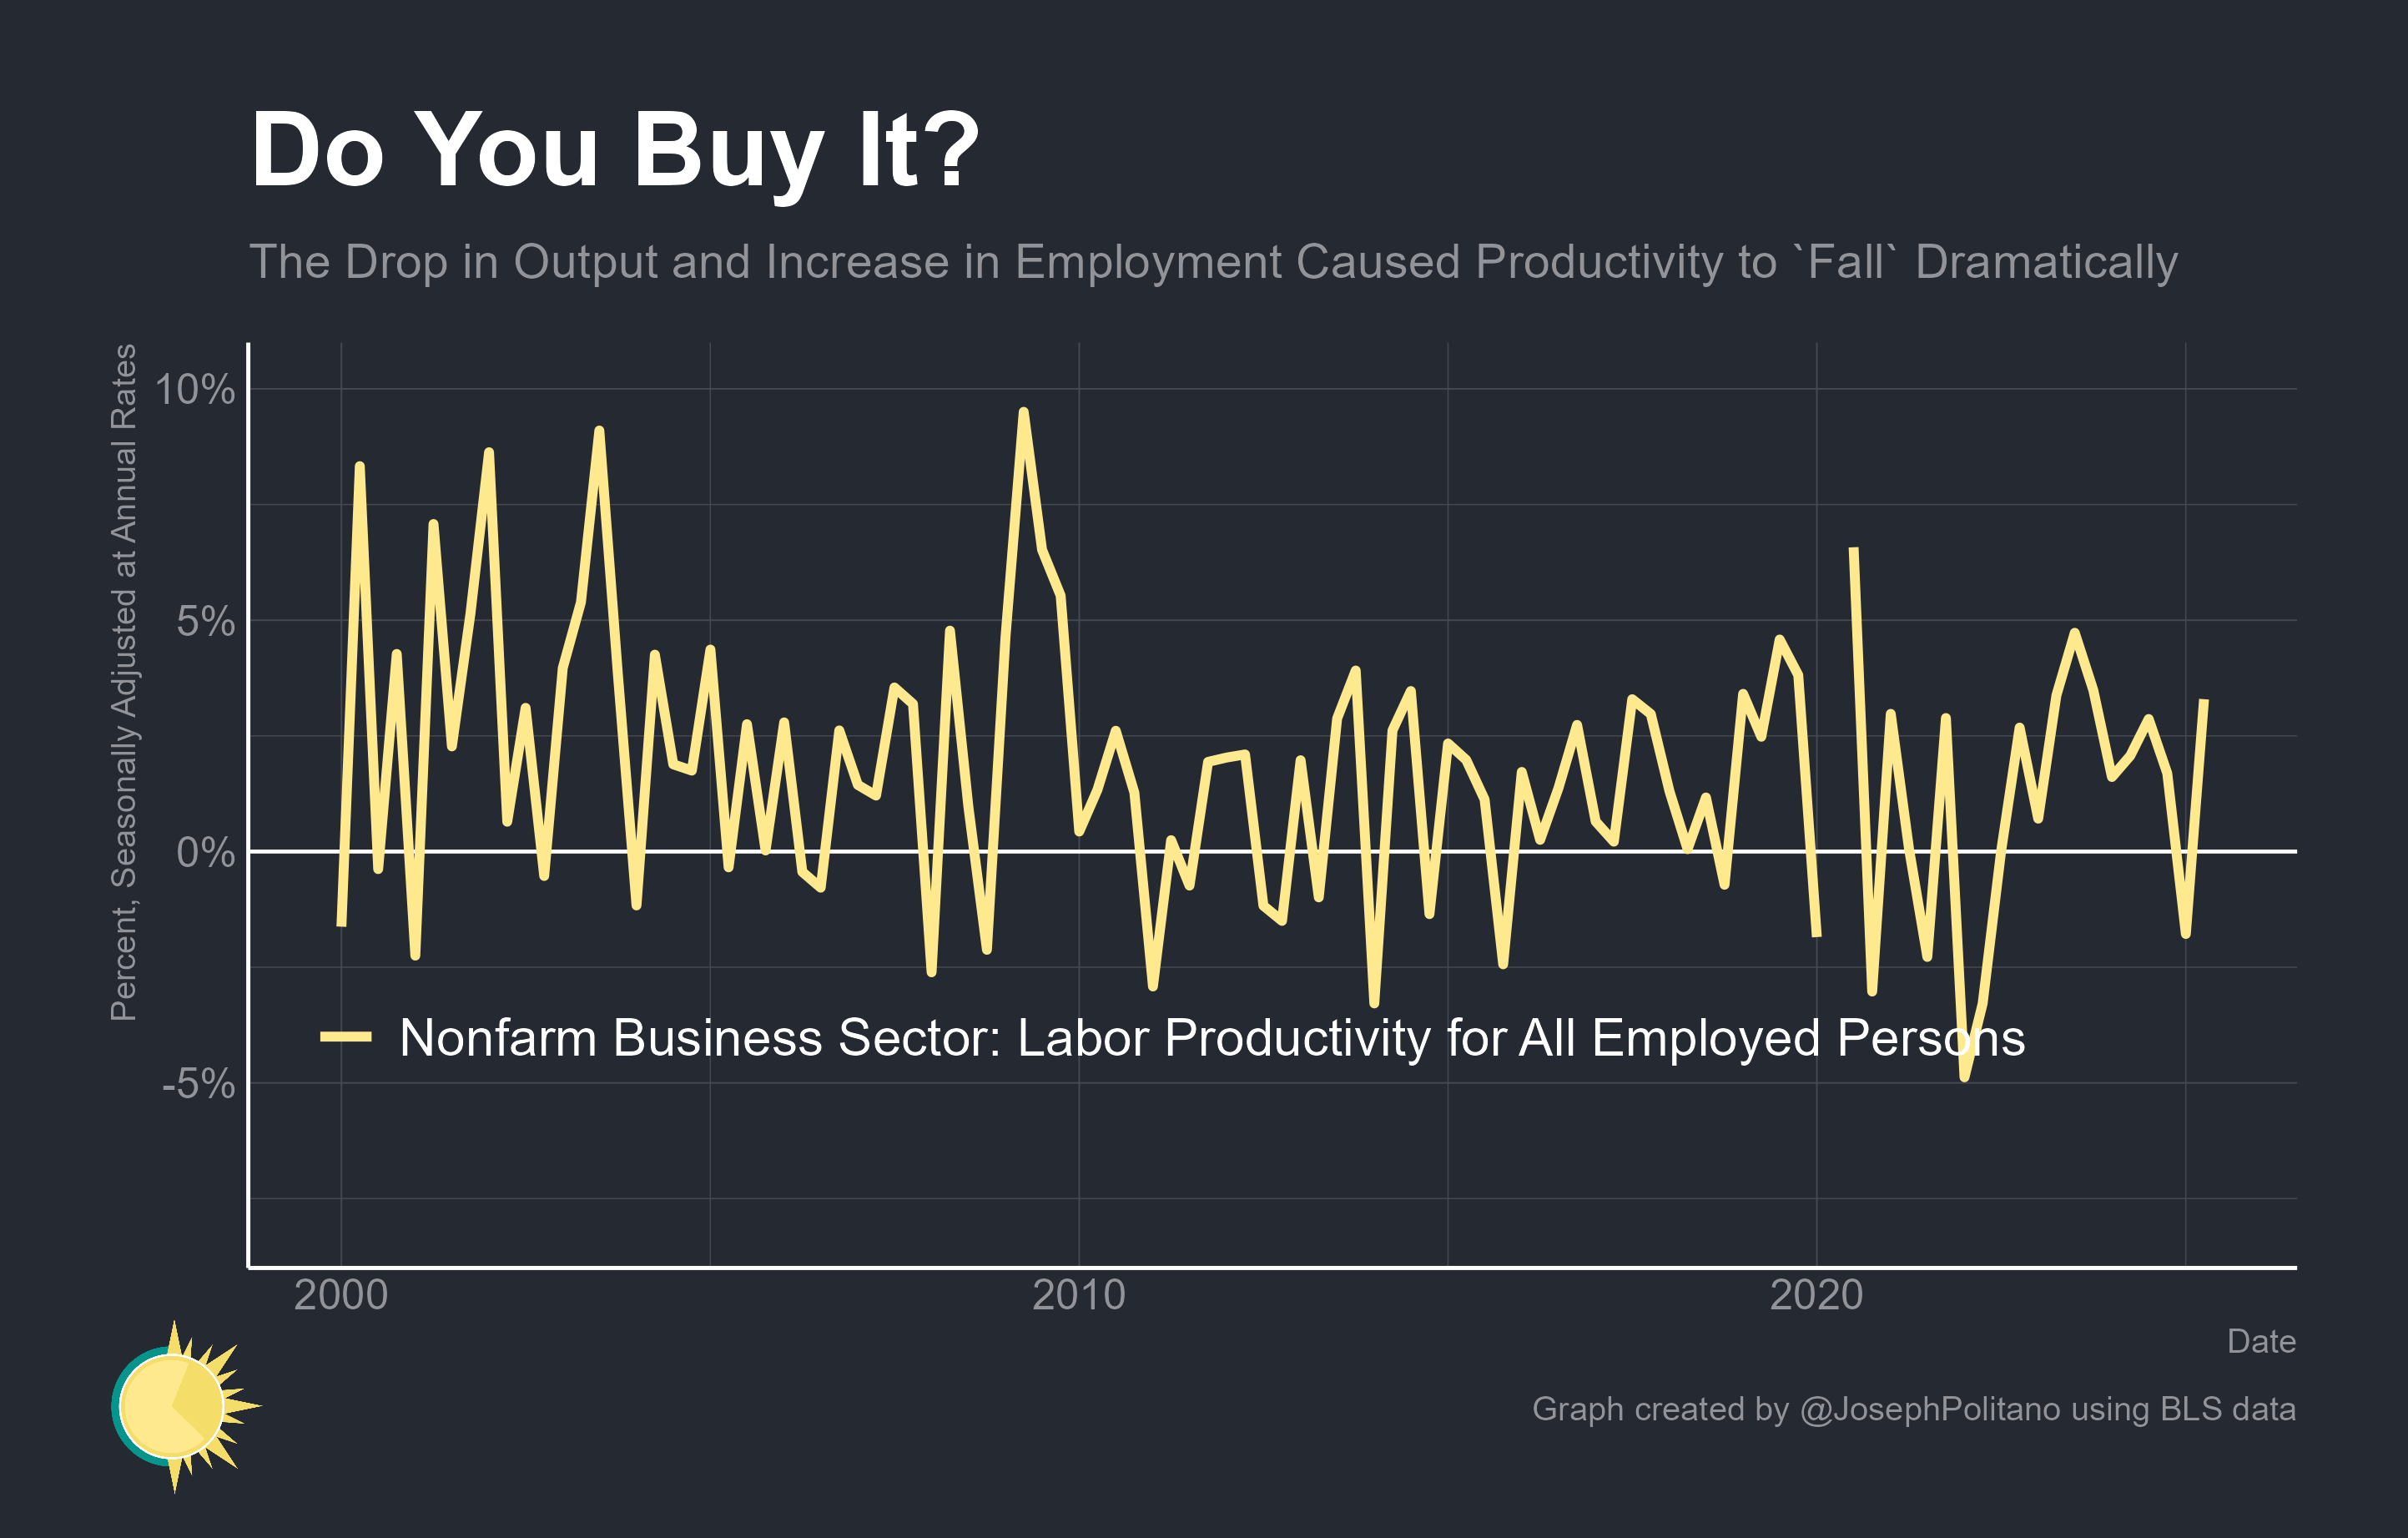 Do You Buy It?
The Drop in Output and Increase in Employment Caused Productivity to `Fall` Dramatically
Percent, Seasonally Adjusted at Annual Rates
10%
5%
0%
-5%
Nonfarm Business Sector: Labor Productivity for All Employed Persons
2000
2010
2020
Date
Graph created by @JosephPolitano using BLS data